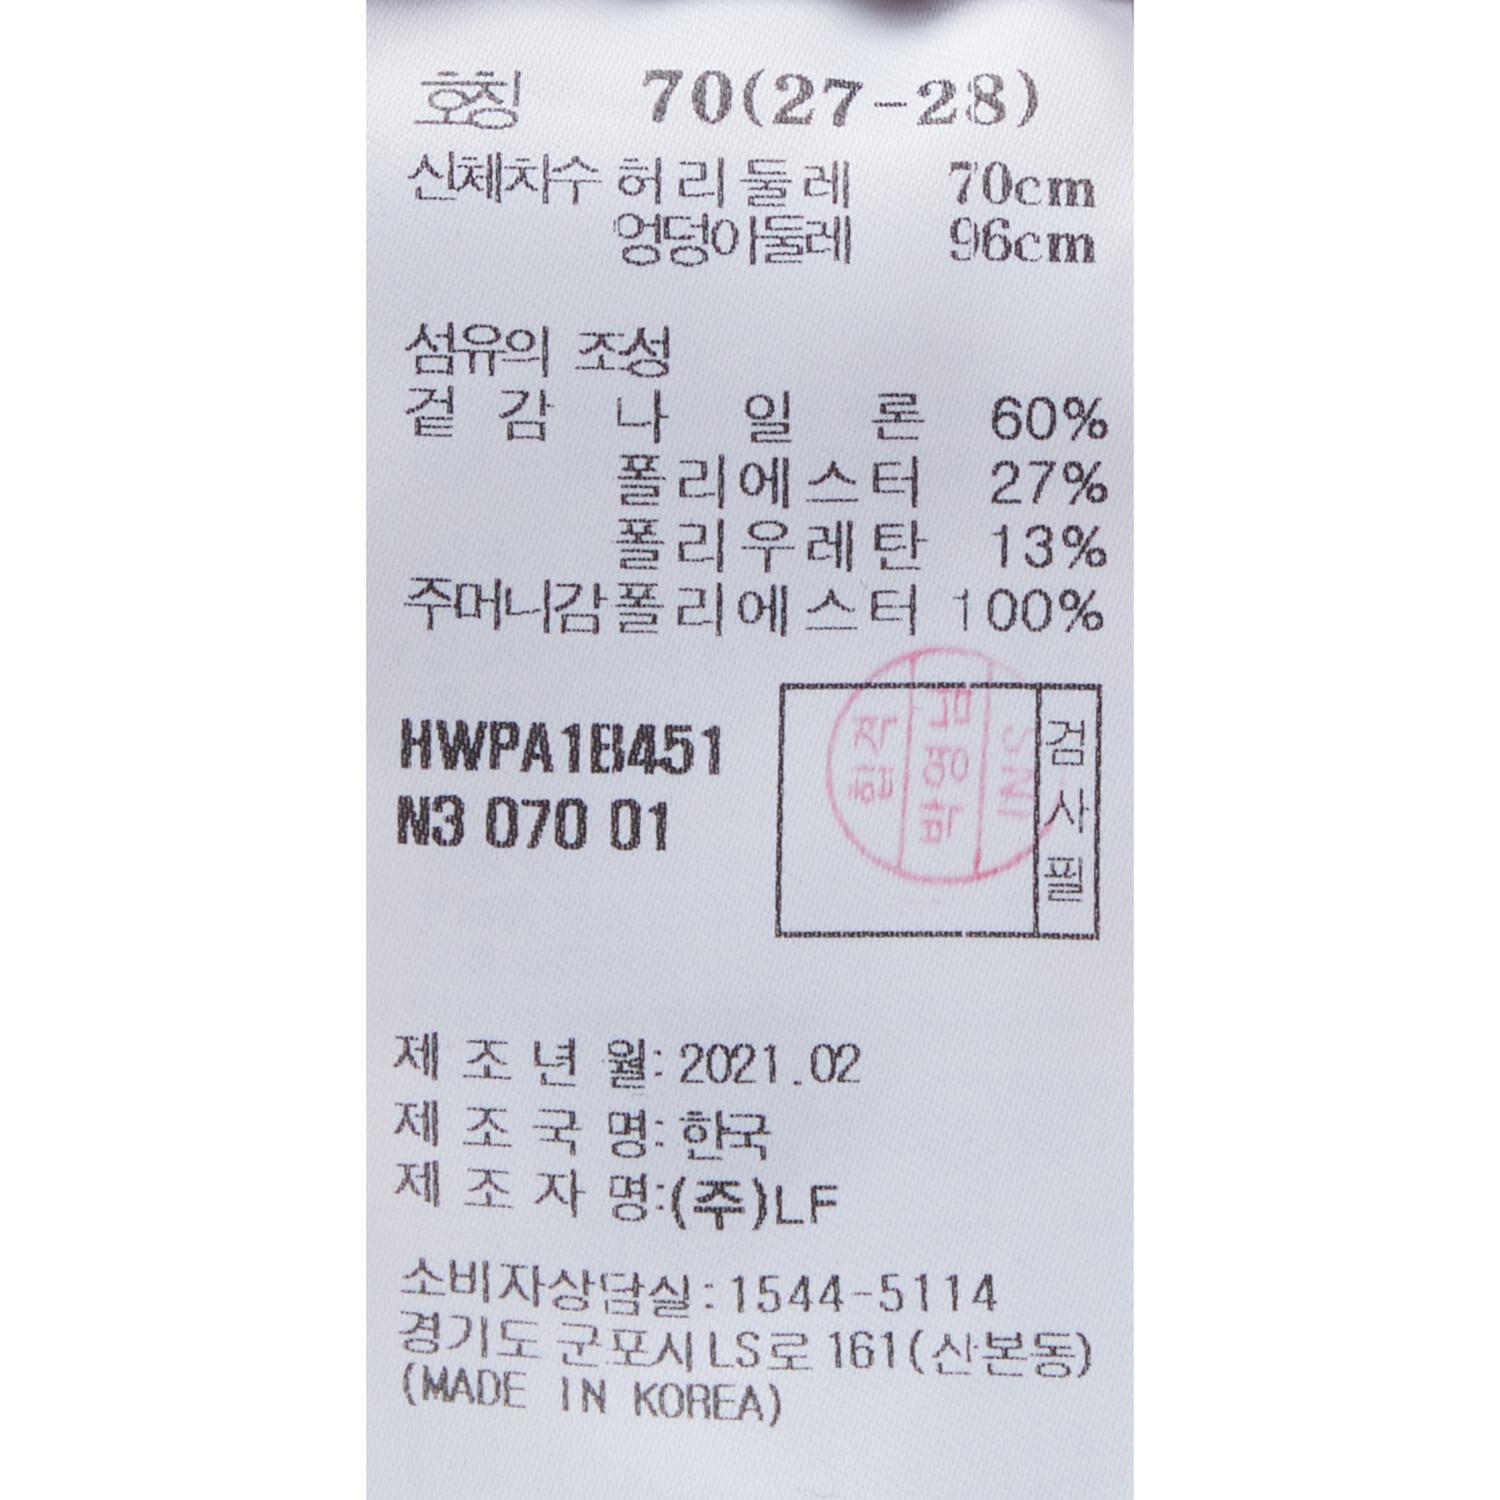 호칭 70(27-28)
신체치수 허리둘레 70cm
엉덩이둘레 96cm
섬유의 조성
겉감 나일론 60%
폴리에스터 27%
폴리우레탄 13%
주머니감 폴리에스터 100%
HWPA1B451
N3 070 01
검사필
합격
제조년월: 2021.02
제조국명: 한국
제조자명:(주)LF
소비자상담실: 1544-5114
경기도 군포시 LS로 161(산본동)
(MADE IN KOREA)